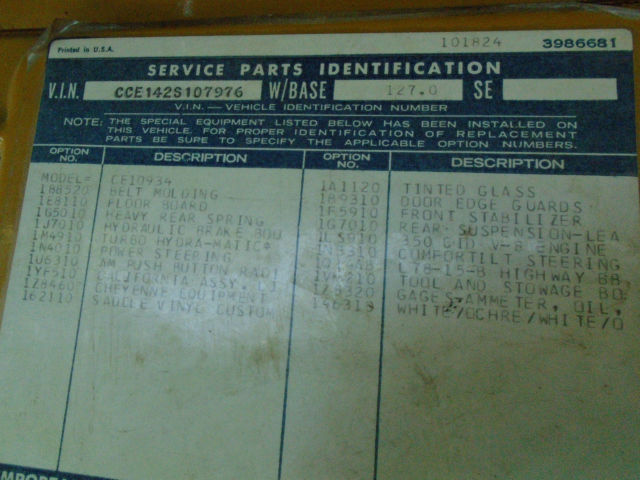 Printed in U.S.A. 101824 3986681
SERVICE PARTS IDENTIFICATION
V.I.N. CCE142S107976 W/BASE 127.0 SE
V.I.N. — VEHICLE IDENTIFICATION NUMBER
NOTE: THE SPECIAL EQUIPMENT LISTED BELOW HAS BEEN INSTALLED ON
THIS VEHICLE. FOR PROPER IDENTIFICATION OF REPLACEMENT
PARTS BE SURE TO SPECIFY THE APPLICABLE OPTION NUMBERS.
OPTION NO. DESCRIPTION OPTION NO. DESCRIPTION
MODEL= CE10934 1A1120 TINTED GLASS
1B8520 BELT MOLDING 1B9310 DOOR EDGE GUARDS
1E8110 FLOOR BOARD 1F5910 FRONT STABILIZER
1G5010 HEAVY REAR SPRING 1G7010 REAR SUSPENSION-LEA
1J7010 HYDRAULIC BRAKE BOO 350 CID V-8 ENGINE
1M4910 TURBO HYDRA-MATIC COMFORTILT STEERING
1N4010 POWER STEERING L78-15-B HIGHWAY BB
1U6310 AM PUSH BUTTON RADI TOOL AND STOWAGE BO
1YF510 CALIFORNIA ASSY. GAGES-AMMETER, OIL,
1Z8460 CHEYENNE EQUIPMENT WHITE/OCHRE/WHITE/O
162110 SADDLE VINYL CUSTOM